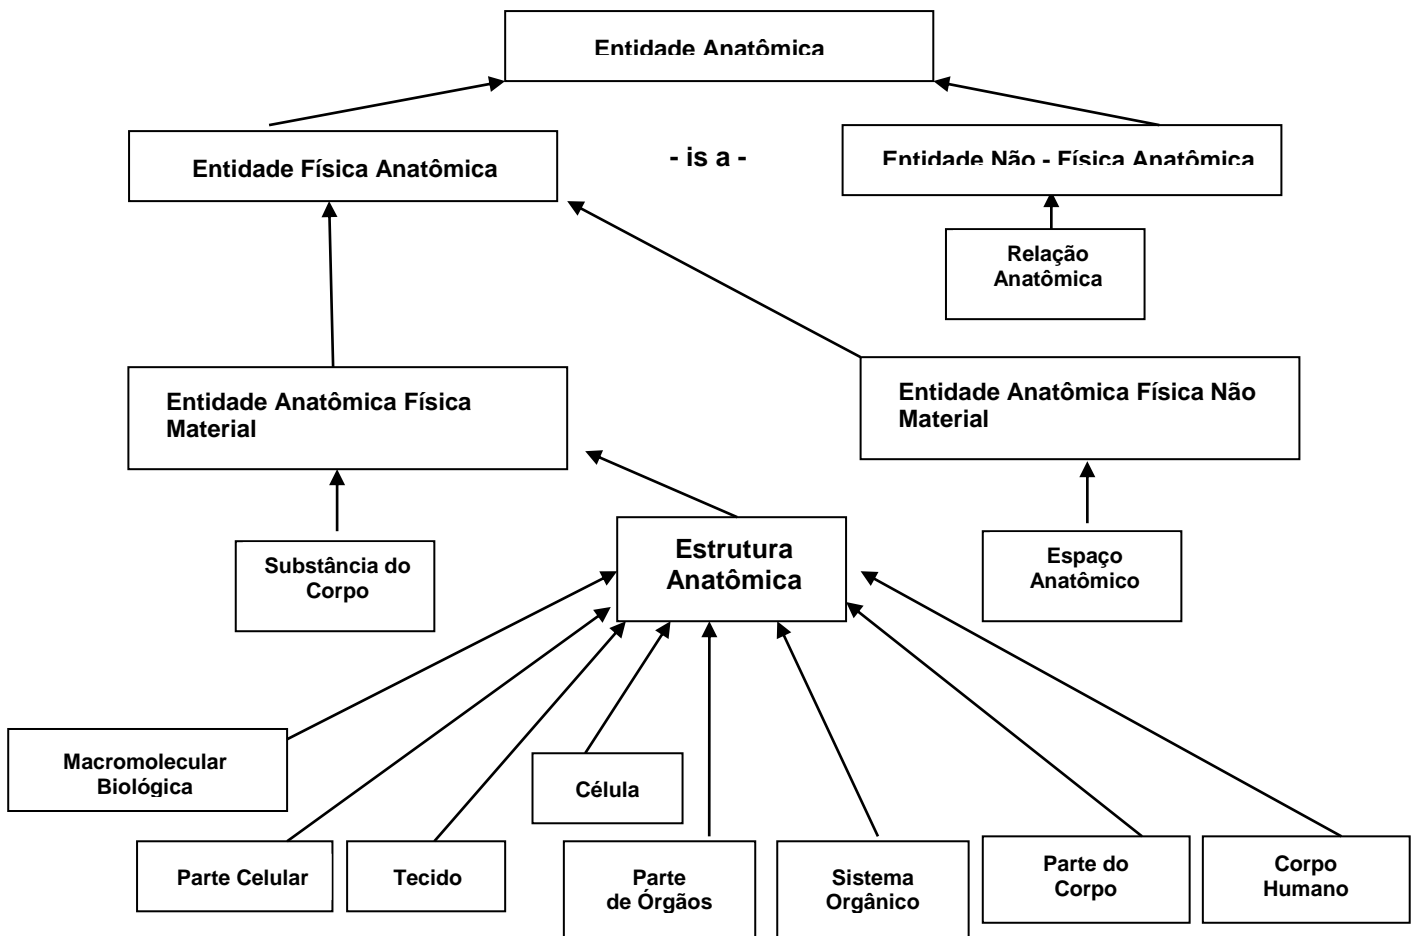 Entidade Anatômica
Entidade Física Anatômica
- is a -
Entidade Não - Física Anatômica
Relação
Anatômica
Entidade Anatômica Física
Material
Entidade Anatômica Física Não
Material
Substância do
Corpo
Estrutura
Anatômica
Espaço
Anatômico
Macromolecular
Biológica
Célula
Parte Celular
Tecido
Parte
de Órgãos
Sistema
Orgânico
Parte do
Corpo
Corpo
Humano